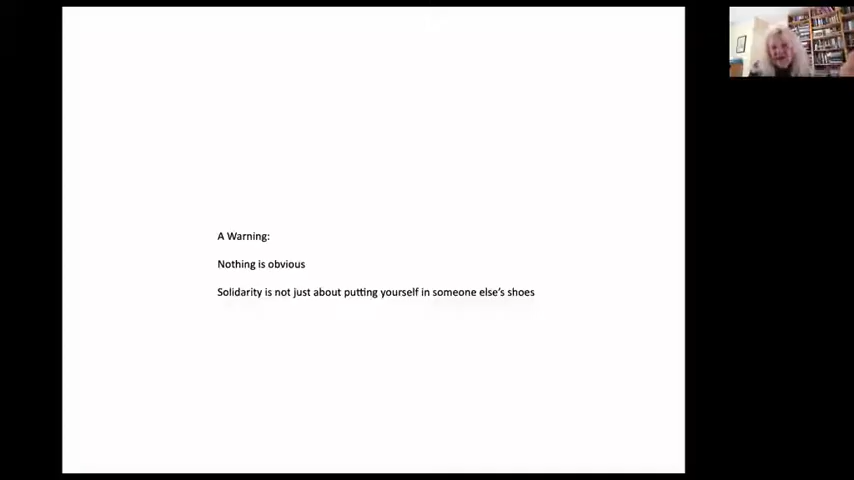 A Warning:
Nothing is obvious
Solidarity is not just about putting yourself in someone else's shoes